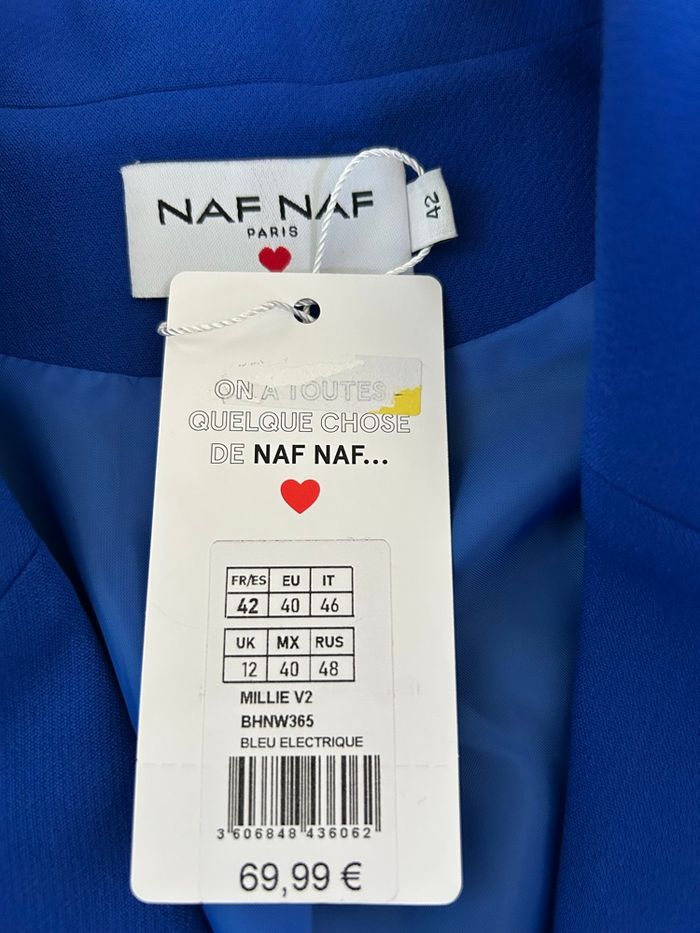 NAF NAF
PARIS
42
ON A TOUTES
QUELQUE CHOSE
DE NAF NAF...
FR/ES EU IT
42 40 46
UK MX RUS
12 40 48
MILLIE V2
BHNW365
BLEU ELECTRIQUE
3 606848 436062
69,99 €